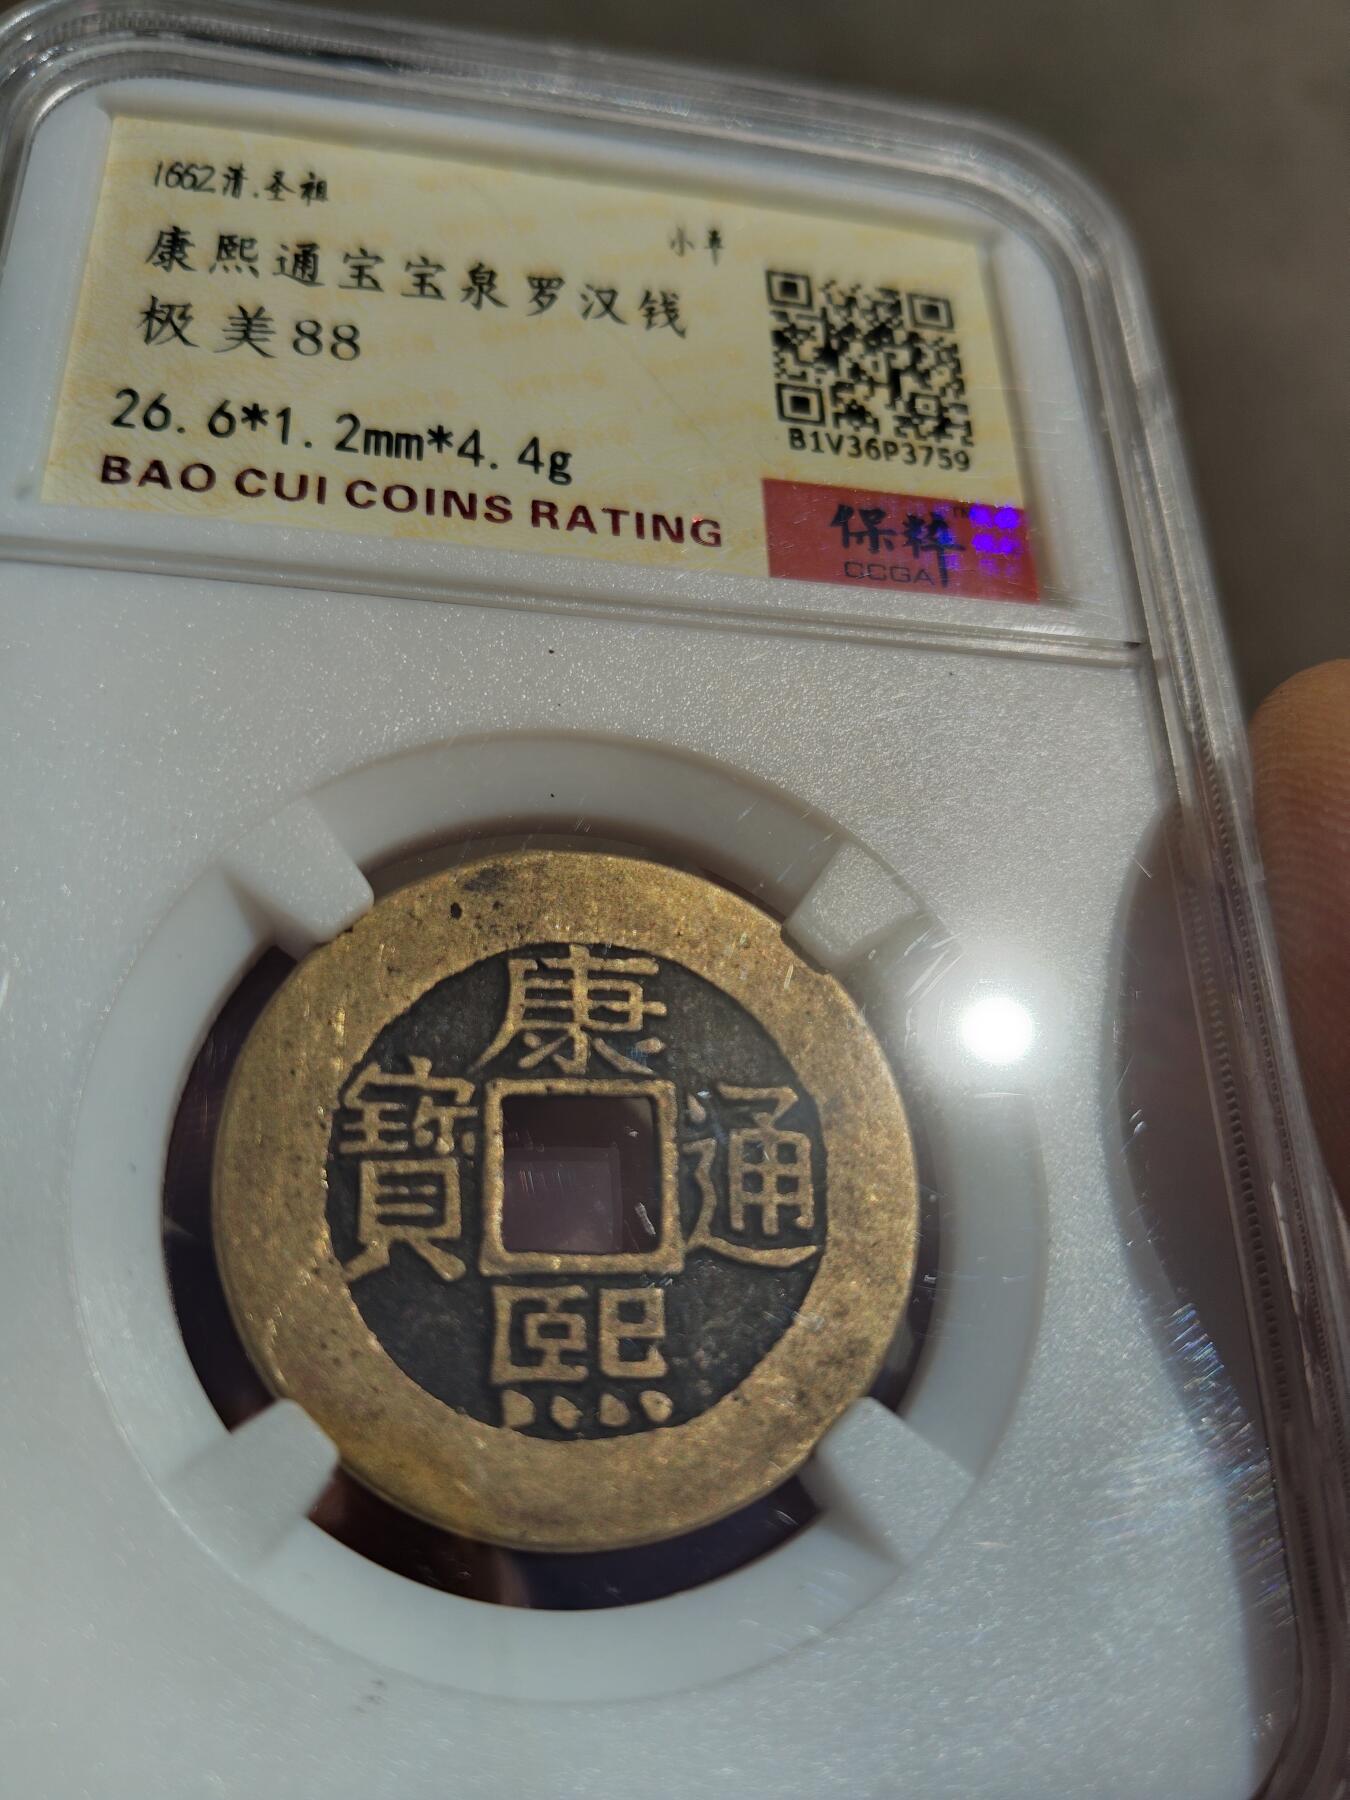 1662清.圣祖
小平
康熙通宝宝泉罗汉钱
极美88
26.6*1.2mm*4.4g
BAO CUI COINS RATING
B1V36P3759
保粹
CCGA
康熙通寶